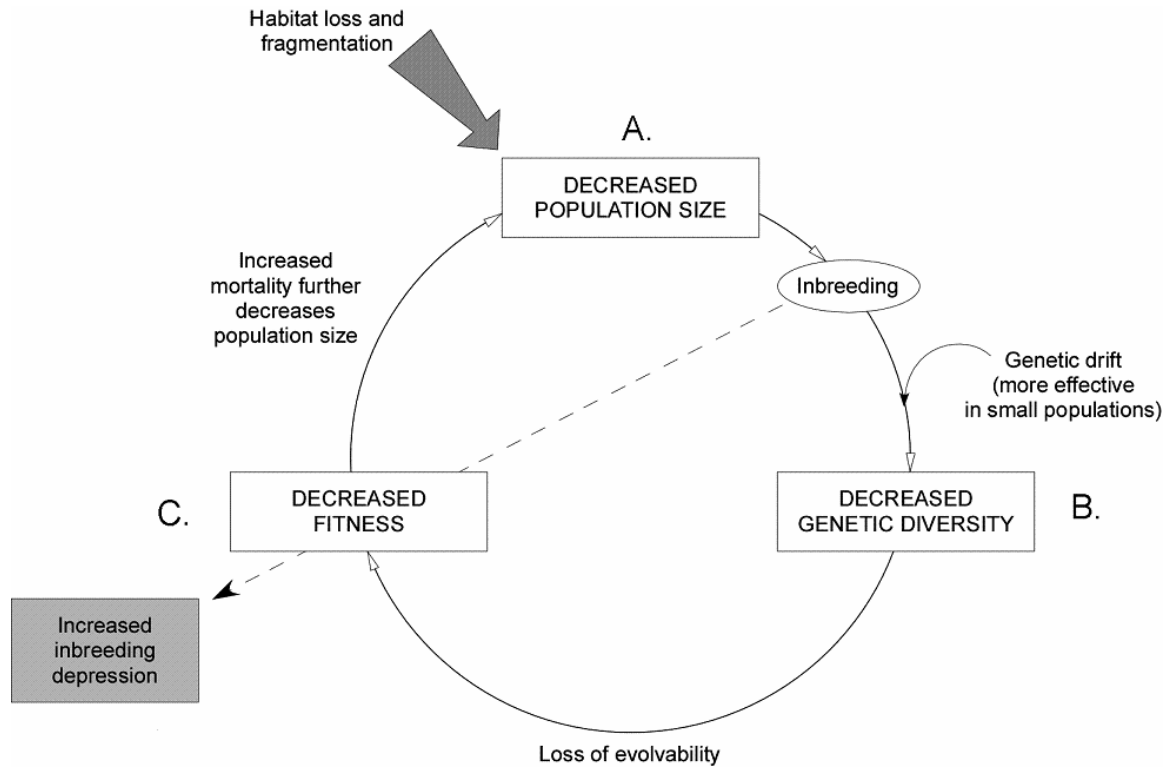 Habitat loss and
fragmentation
A.
DECREASED
POPULATION SIZE
Increased
mortality further
decreases
population size
Inbreeding
Genetic drift
(more effective
in small populations)
C.
DECREASED
FITNESS
DECREASED
GENETIC DIVERSITY
B.
Increased
inbreeding
depression
Loss of evolvability